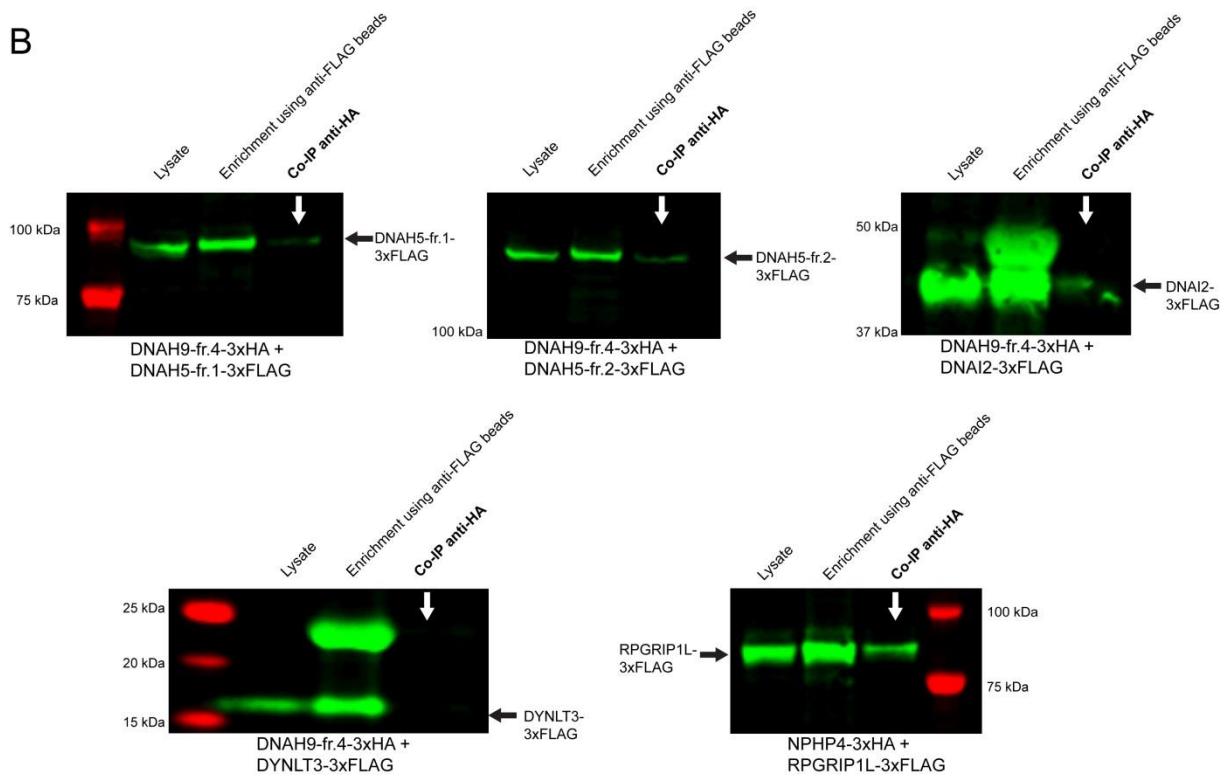 B
Lysate
Enrichment using anti-FLAG beads
Co-IP anti-HA
100 kDa
75 kDa
DNAH5-fr.1-
3xFLAG
DNAH9-fr.4-3xHA +
DNAH5-fr.1-3xFLAG
Lysate
Enrichment using anti-FLAG beads
Co-IP anti-HA
100 kDa
DNAH5-fr.2-
3xFLAG
DNAH9-fr.4-3xHA +
DNAH5-fr.2-3xFLAG
Lysate
Enrichment using anti-FLAG beads
Co-IP anti-HA
50 kDa
37 kDa
DNAI2-
3xFLAG
DNAH9-fr.4-3xHA +
DNAI2-3xFLAG
Lysate
Enrichment using anti-FLAG beads
Co-IP anti-HA
25 kDa
20 kDa
15 kDa
DYNLT3-
3xFLAG
DNAH9-fr.4-3xHA +
DYNLT3-3xFLAG
Lysate
Enrichment using anti-FLAG beads
Co-IP anti-HA
RPGRIP1L-
3xFLAG
100 kDa
75 kDa
NPHP4-3xHA +
RPGRIP1L-3xFLAG